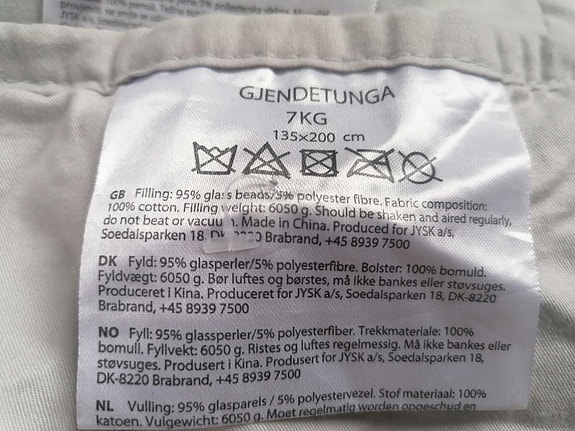 GJENDETUNGA
7KG
135x200 cm
GB Filling: 95% glass beads/5% polyester fibre. Fabric composition:
100% cotton. Filling weight: 6050 g. Should be shaken and aired regularly,
do not beat or vacuum. Made in China. Produced for JYSK a/s,
Soedalsparken 18, Brabrand, +45 8939 7500
DK Fyld: 95% glasperler/5% polyesterfibre. Bolster: 100% bomuld.
Fyldvægt: 6050 g. Bør luftes og børstes, må ikke bankes eller støvsuges.
Produceret i Kina. Produceret for JYSK a/s, Soedalsparken 18, DK-8220
Brabrand, +45 8939 7500
NO Fyll: 95% glassperler/5% polyesterfiber. Trekkmateriale: 100%
bomull. Fyllvekt: 6050 g. Ristes og luftes regelmessig. Må ikke bankes eller
støvsuges. Produsert i Kina. Produsert for JYSK a/s, Soedalsparken 18,
DK-8220 Brabrand, +45 8939 7500
NL Vulling: 95% glasparels / 5% polyestervezel. Stof materiaal: 100%
katoen. Vulgewicht: 6050 g. Moet regelmatig worden opgeschud en